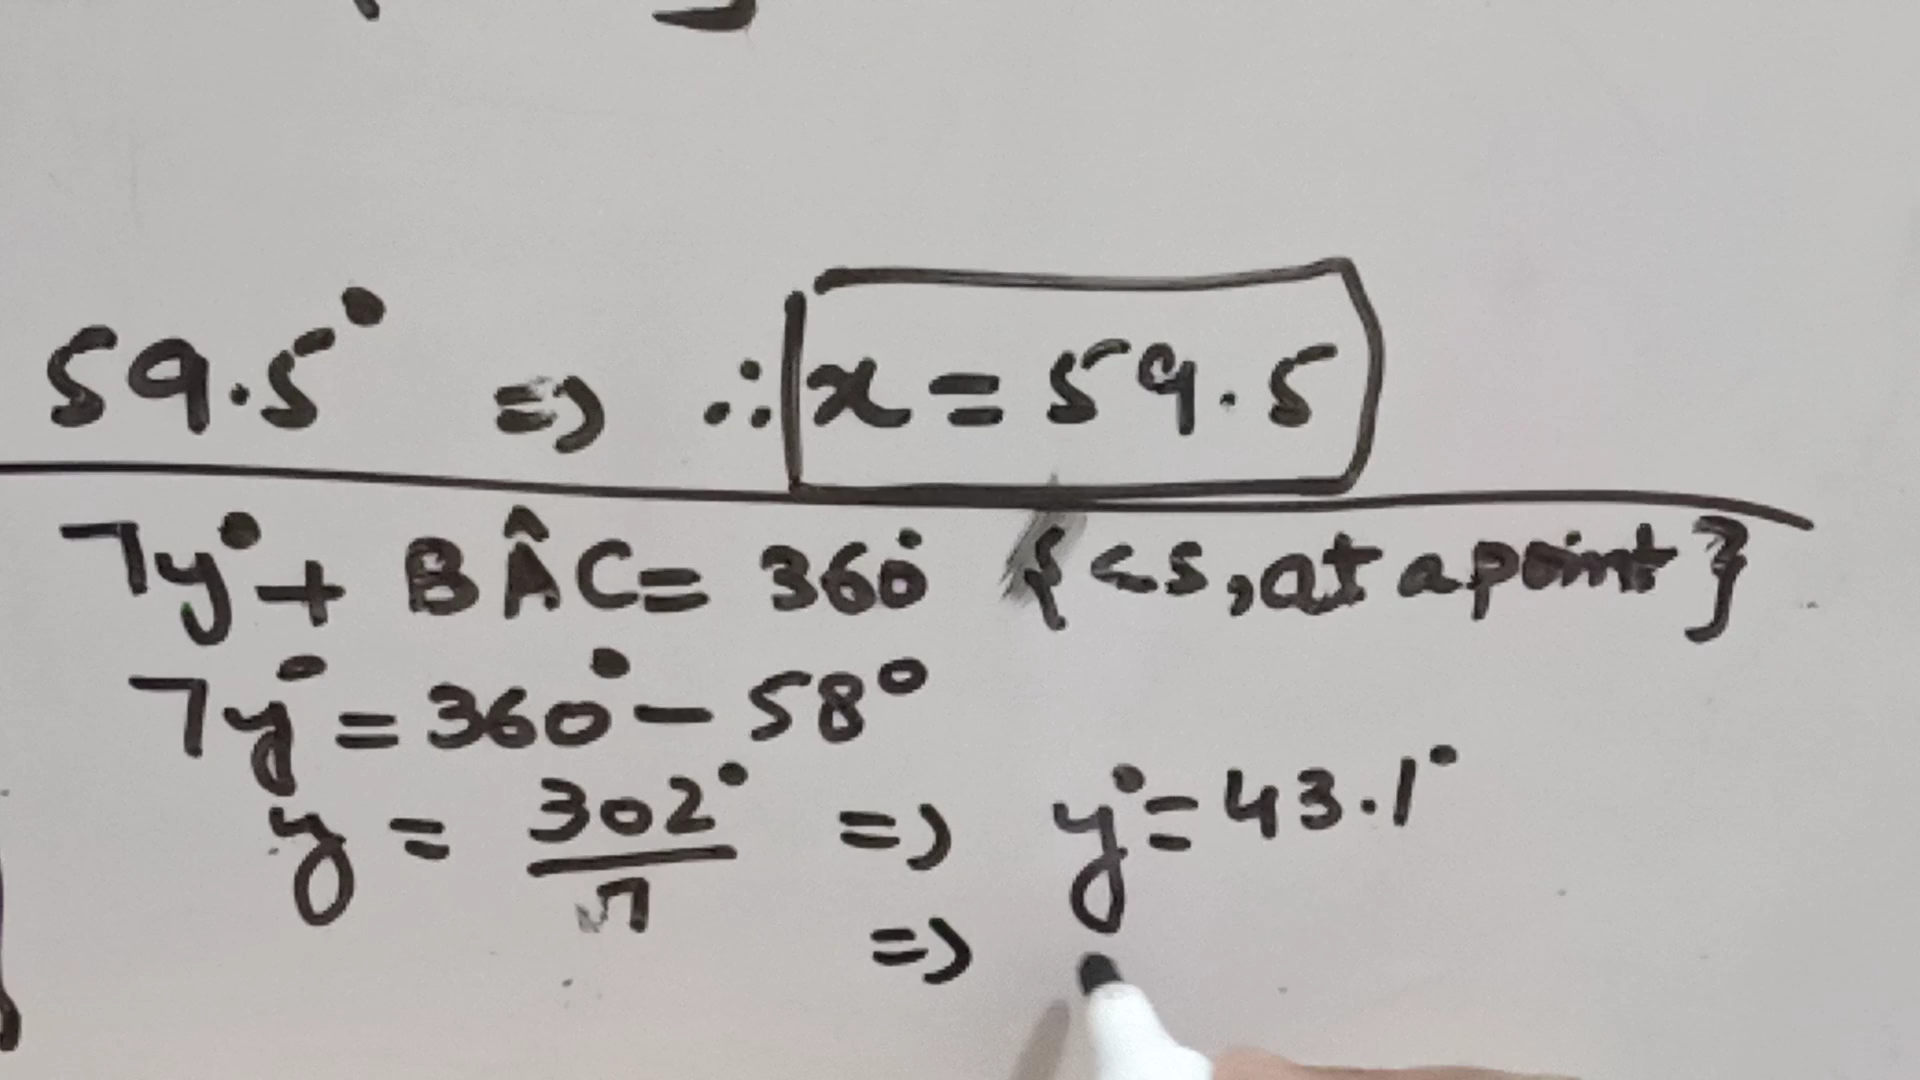 59.5° => ∴ x = 59.5
7y° + BÂC = 360° {<s, at a point}
7y° = 360° - 58°
y = 302°/7 => y° = 43.1°
=>